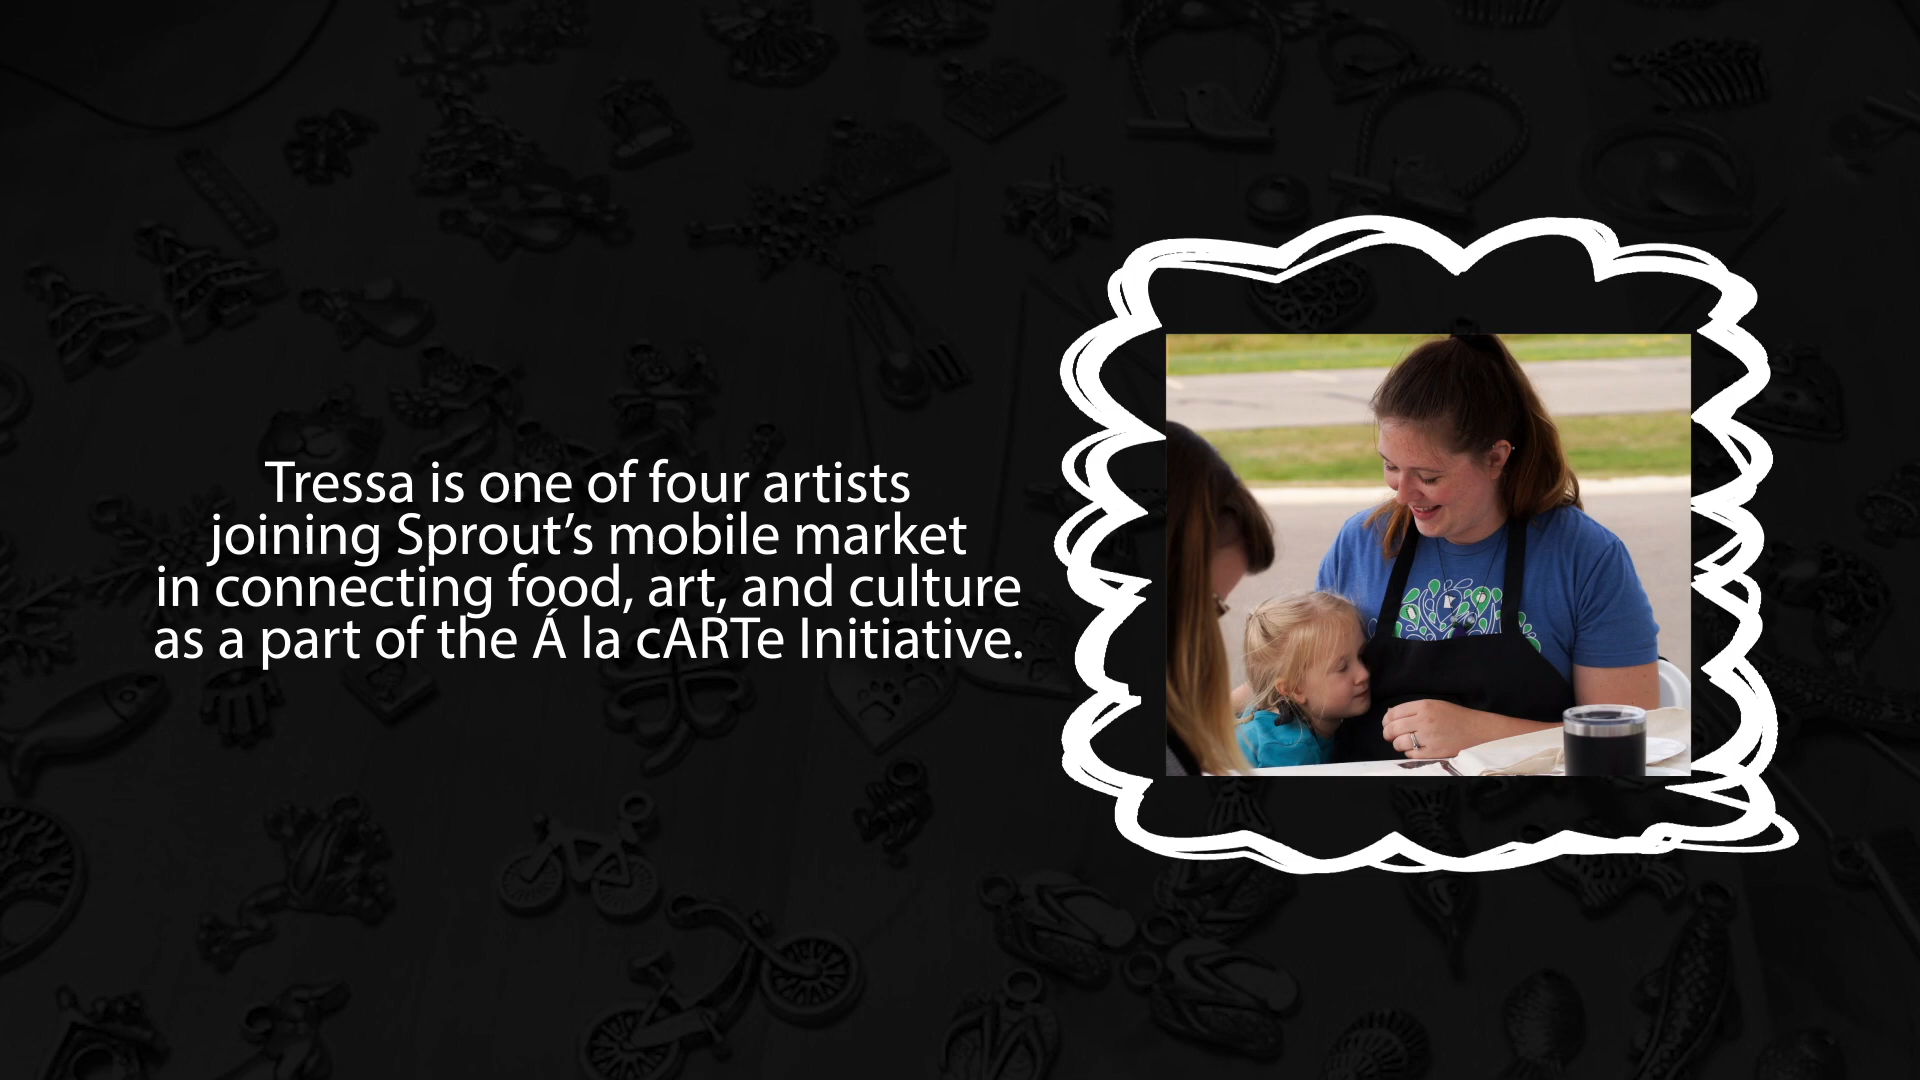 Tressa is one of four artists
joining Sprout’s mobile market
in connecting food, art, and culture
as a part of the Á la cARTe Initiative.